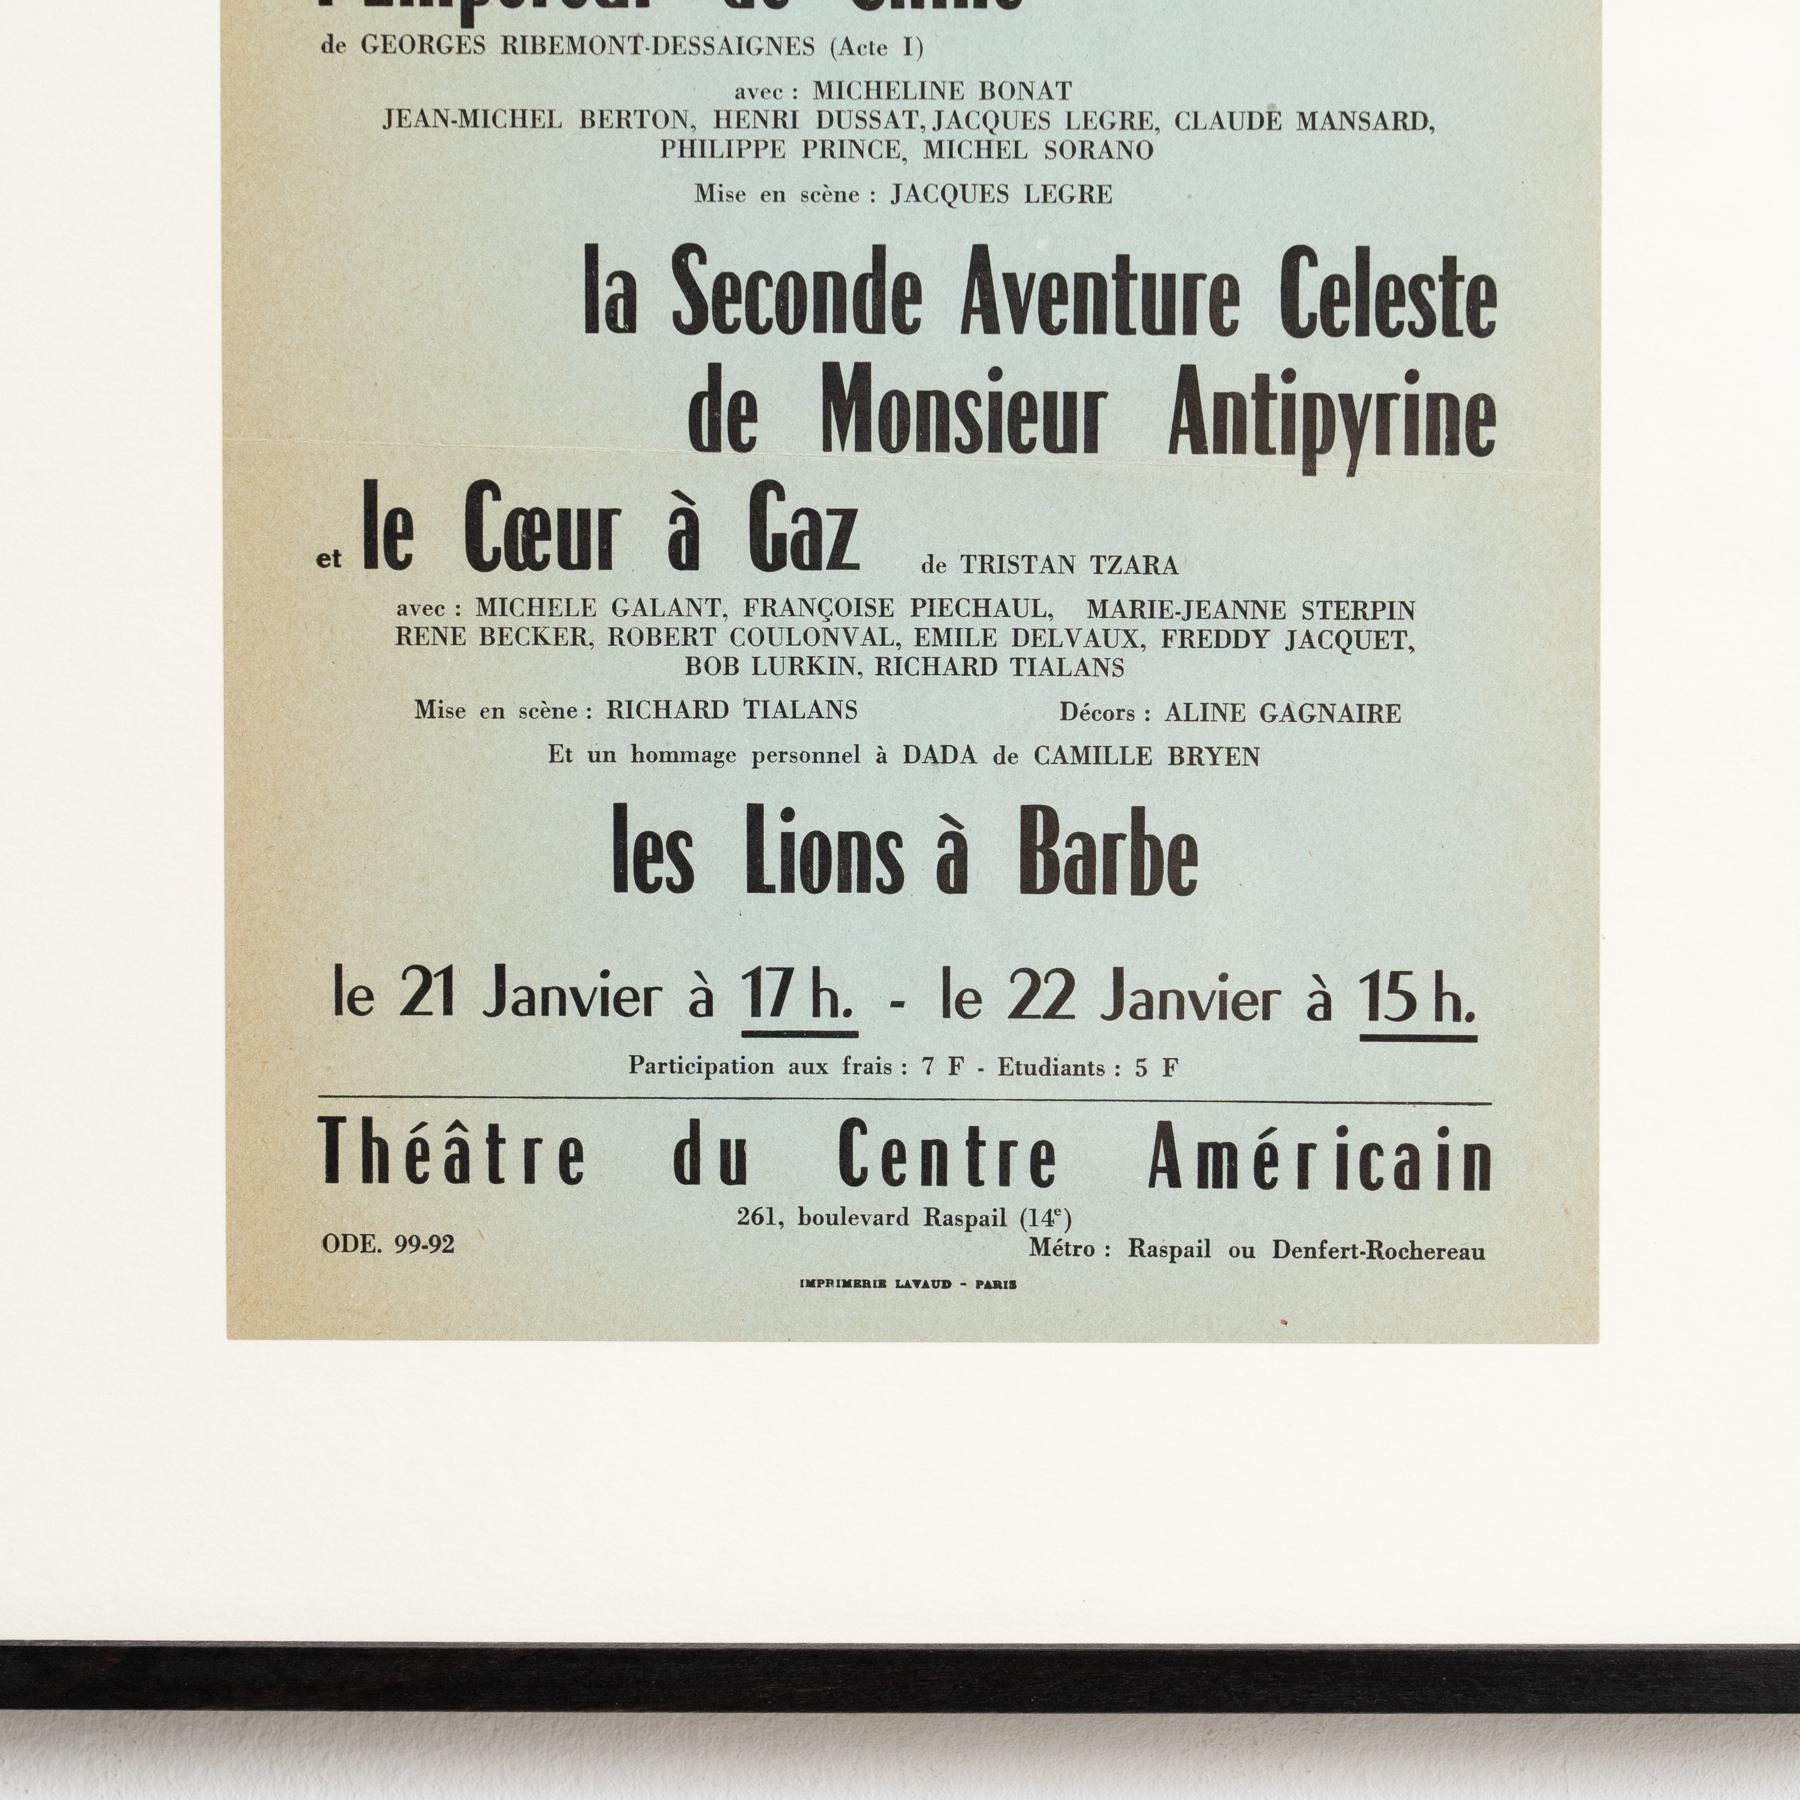 l'Empereur de Chine
de GEORGES RIBEMONT-DESSAIGNES (Acte I)
avec : MICHELINE BONAT
JEAN-MICHEL BERTON, HENRI DUSSAT, JACQUES LEGRE, CLAUDE MANSARD,
PHILIPPE PRINCE, MICHEL SORANO
Mise en scène : JACQUES LEGRE
la Seconde Aventure Celeste
de Monsieur Antipyrine
et le Cœur à Gaz de TRISTAN TZARA
avec : MICHELE GALANT, FRANÇOISE PIECHAUL, MARIE-JEANNE STERPIN
RENE BECKER, ROBERT COULONVAL, EMILE DELVAUX, FREDDY JACQUET,
BOB LURKIN, RICHARD TIALANS
Mise en scène : RICHARD TIALANS Décors : ALINE GAGNAIRE
Et un hommage personnel à DADA de CAMILLE BRYEN
les Lions à Barbe
le 21 Janvier à 17 h. - le 22 Janvier à 15 h.
Participation aux frais : 7 F - Etudiants : 5 F
Théâtre du Centre Américain
261, boulevard Raspail (14e)
ODE. 99-92 Métro : Raspail ou Denfert-Rochereau
IMPRIMERIE LAVAUD - PARIS